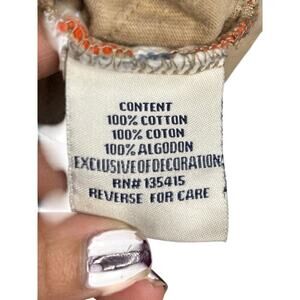 CONTENT
100% COTTON
100% COTON
100% ALGODON
EXCLUSIVE OF DECORATION
RN# 135415
REVERSE FOR CARE